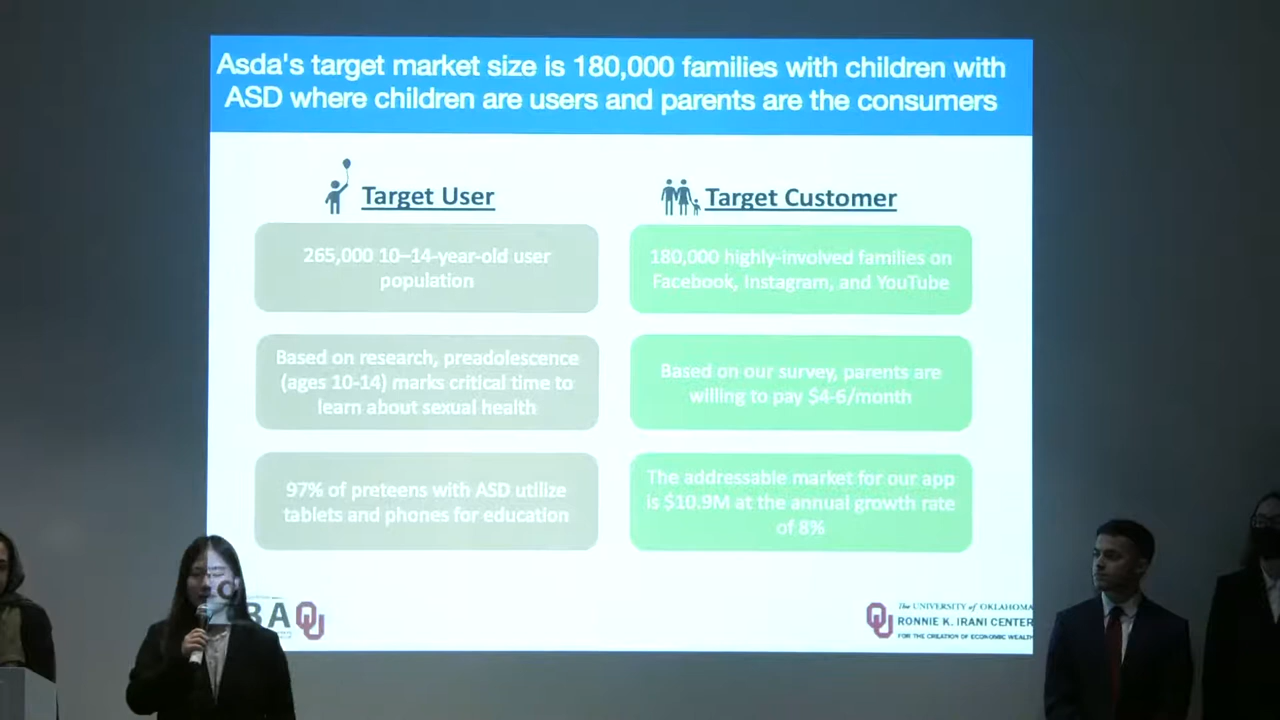 Asda's target market size is 180,000 families with children with
ASD where children are users and parents are the consumers
Target User
265,000 10–14-year-old user
population
Based on research, preadolescence
(ages 10-14) marks critical time to
learn about sexual health
97% of preteens with ASD utilize
tablets and phones for education
Target Customer
180,000 highly-involved families on
Facebook, Instagram, and YouTube
Based on our survey, parents are
willing to pay $4-6/month
The addressable market for our app
is $10.9M at the annual growth rate
of 8%
BA OU
OU
The UNIVERSITY of OKLAHOMA
RONNIE K. IRANI CENTER
FOR THE CREATION OF ECONOMIC WEALTH